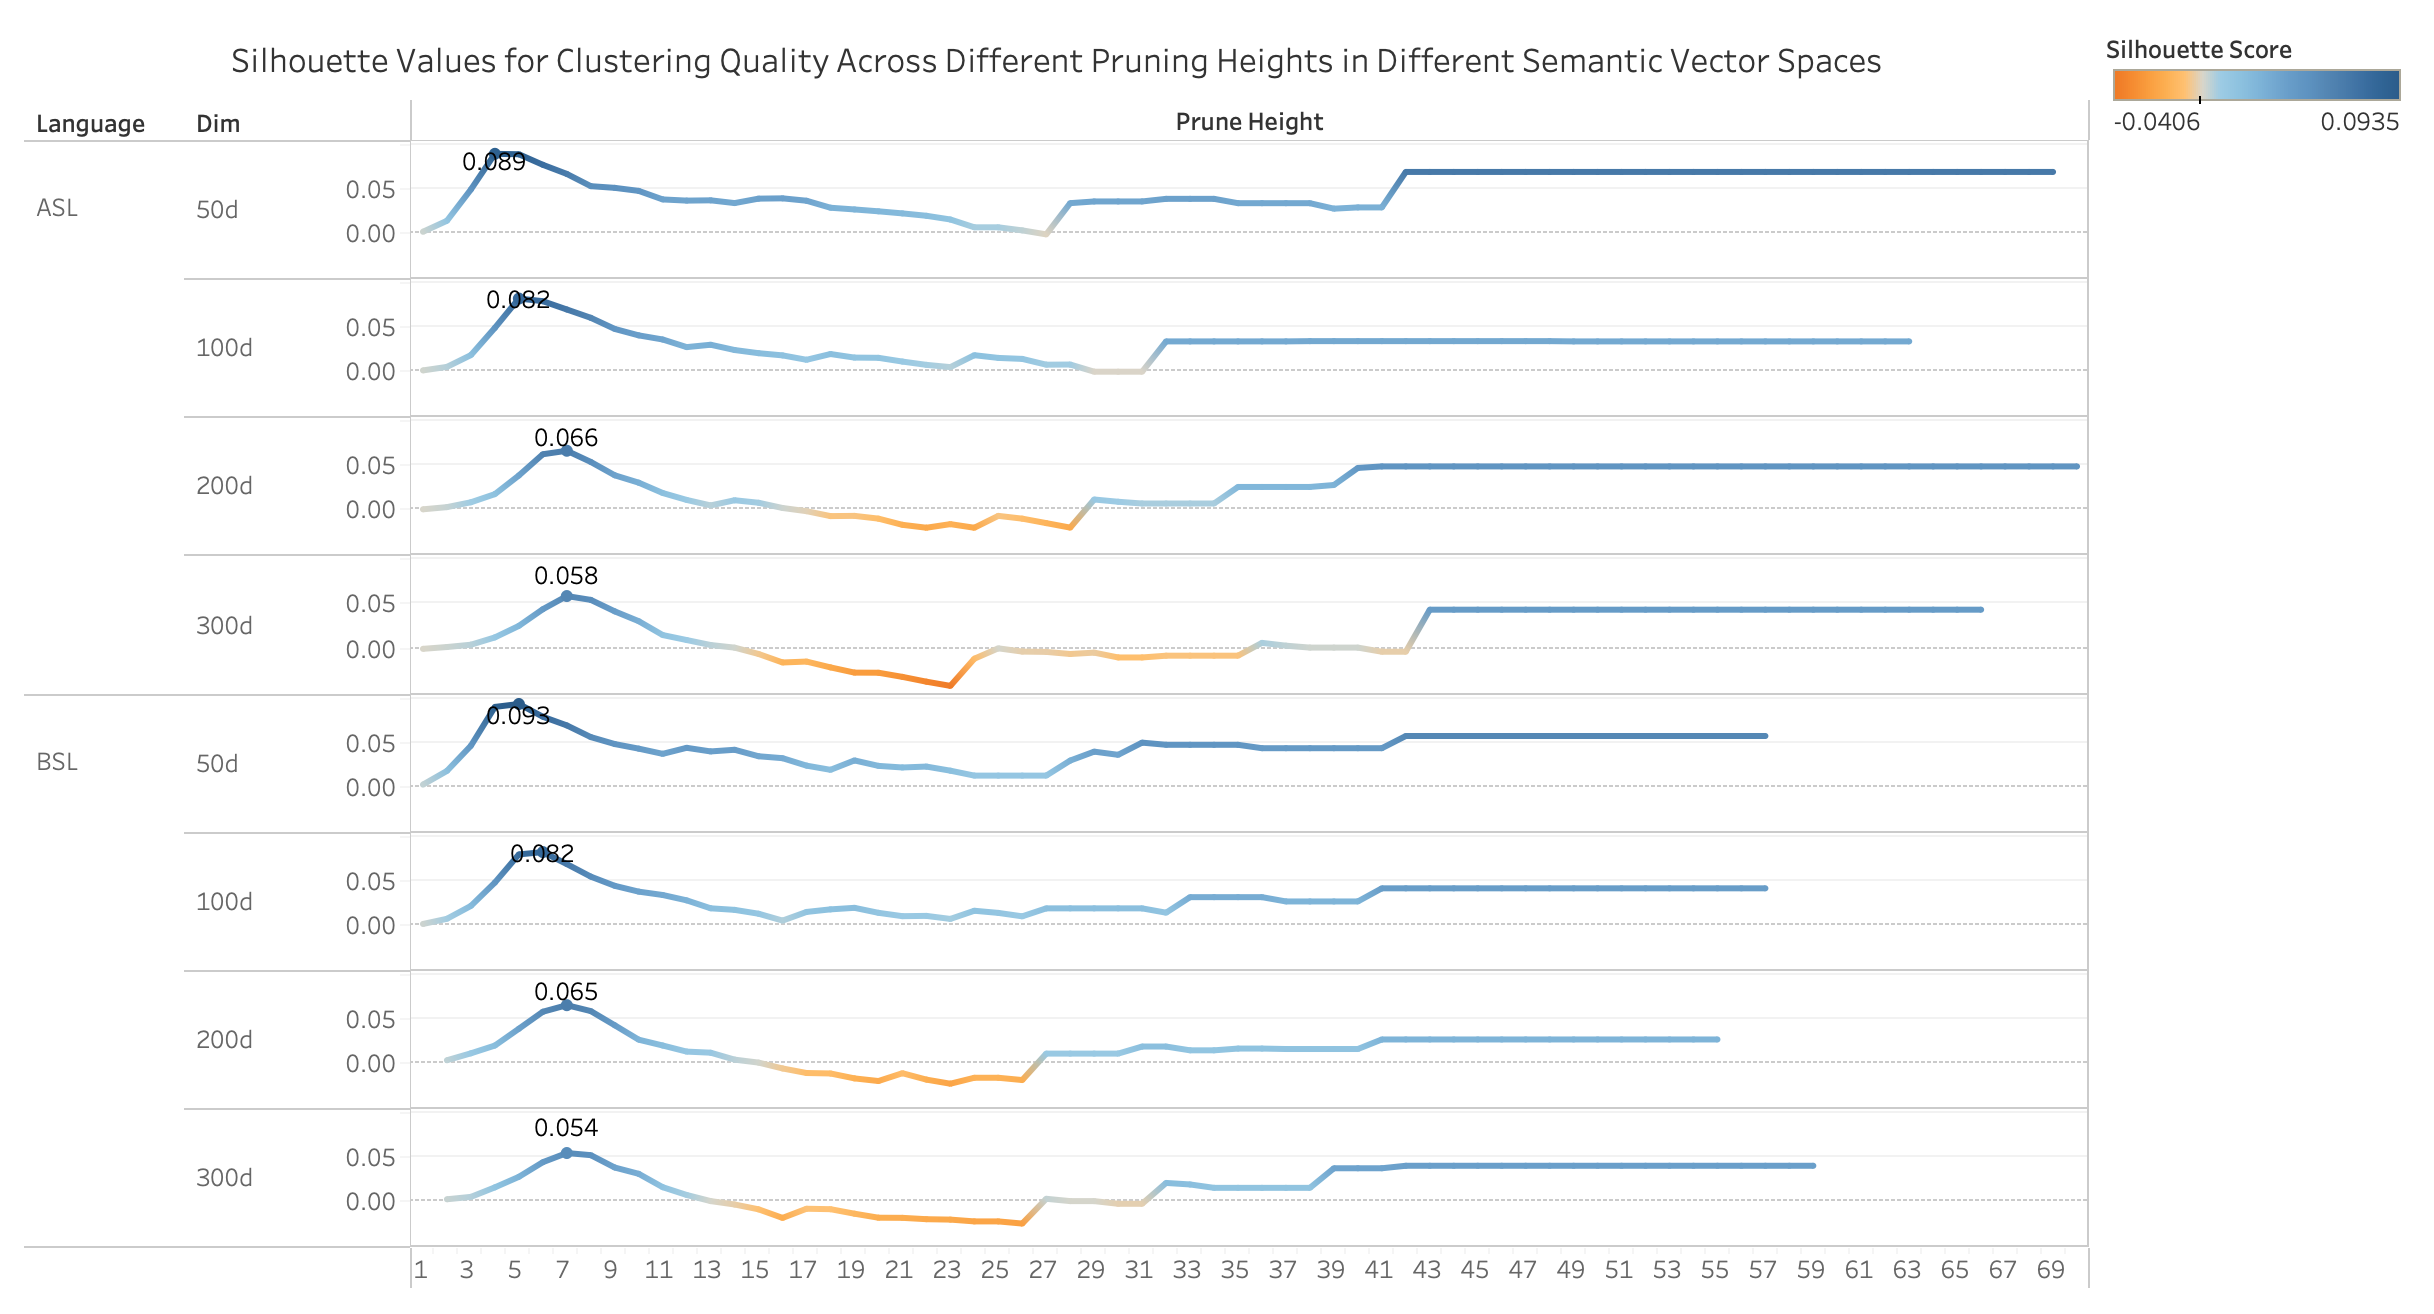 Silhouette Values for Clustering Quality Across Different Pruning Heights in Different Semantic Vector Spaces
Silhouette Score
-0.0406 0.0935
Language Dim Prune Height
ASL 50d 0.05 0.00 0.089
100d 0.05 0.00 0.082
200d 0.05 0.00 0.066
300d 0.05 0.00 0.058
BSL 50d 0.05 0.00 0.093
100d 0.05 0.00 0.082
200d 0.05 0.00 0.065
300d 0.05 0.00 0.054
1 3 5 7 9 11 13 15 17 19 21 23 25 27 29 31 33 35 37 39 41 43 45 47 49 51 53 55 57 59 61 63 65 67 69